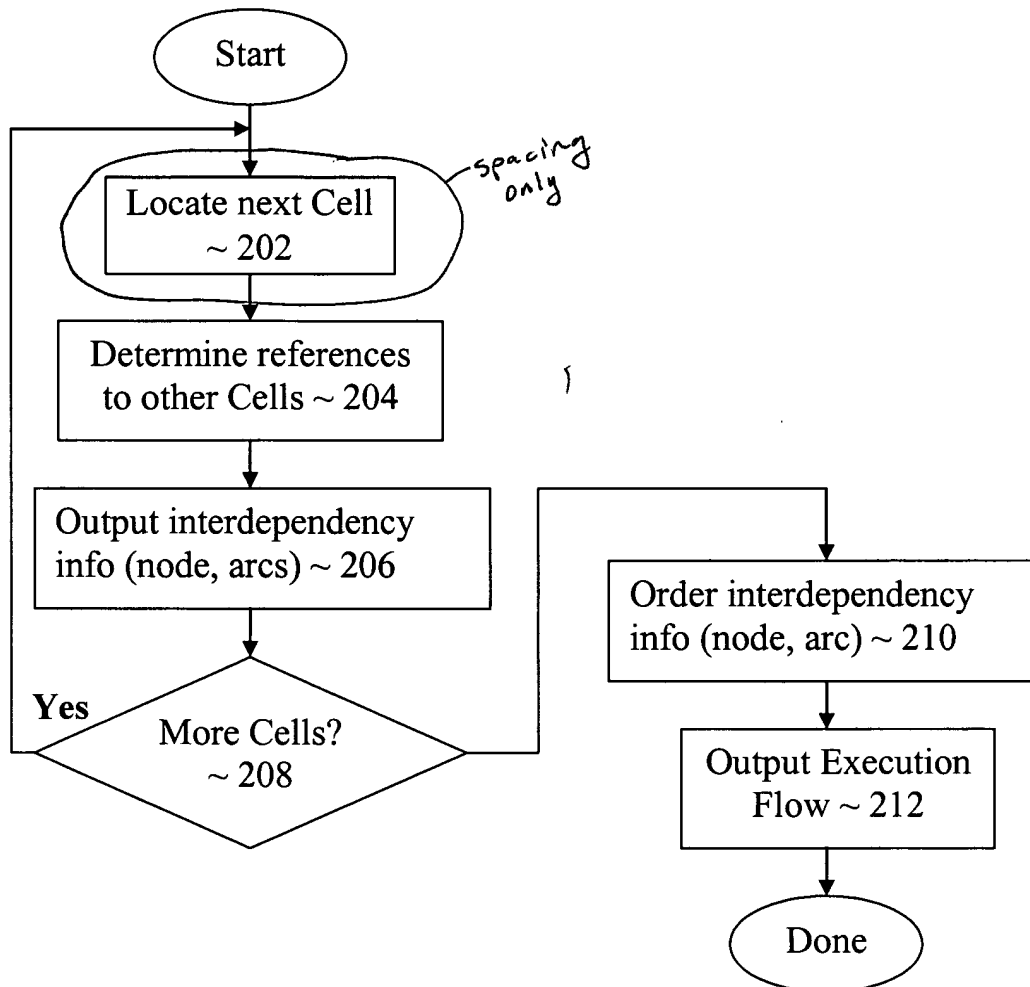 Start
spacing
only
Locate next Cell
~ 202
Determine references
to other Cells ~ 204
Output interdependency
info (node, arcs) ~ 206
Yes
More Cells?
~ 208
Order interdependency
info (node, arc) ~ 210
Output Execution
Flow ~ 212
Done